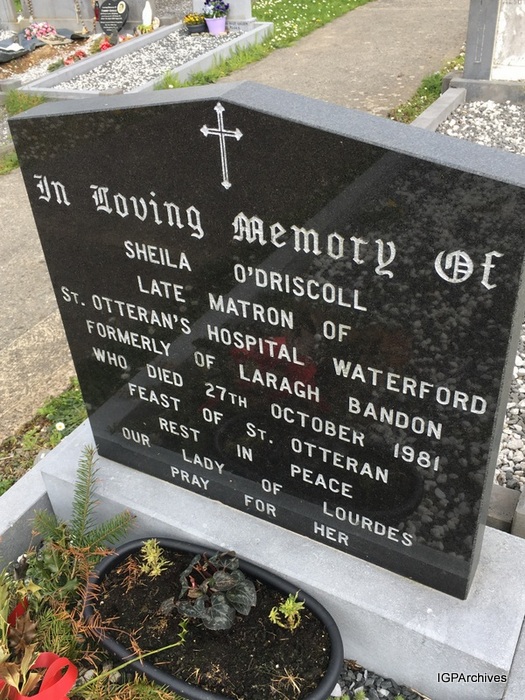 In Loving Memory Of
SHEILA O'DRISCOLL
LATE MATRON OF
ST. OTTERAN'S HOSPITAL WATERFORD
FORMERLY OF LARAGH BANDON
WHO DIED 27TH OCTOBER 1981
FEAST OF ST. OTTERAN
REST IN PEACE
OUR LADY OF LOURDES
PRAY FOR HER
IGPArchives